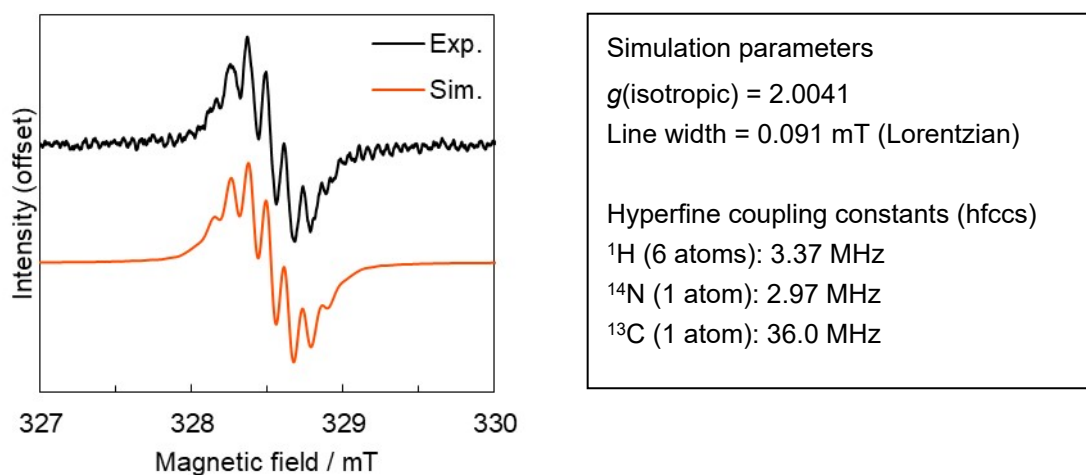 Exp.
Sim.
Intensity (offset)
327 328 329 330
Magnetic field / mT
Simulation parameters
g(isotropic) = 2.0041
Line width = 0.091 mT (Lorentzian)
Hyperfine coupling constants (hfccs)
¹H (6 atoms): 3.37 MHz
¹⁴N (1 atom): 2.97 MHz
¹³C (1 atom): 36.0 MHz